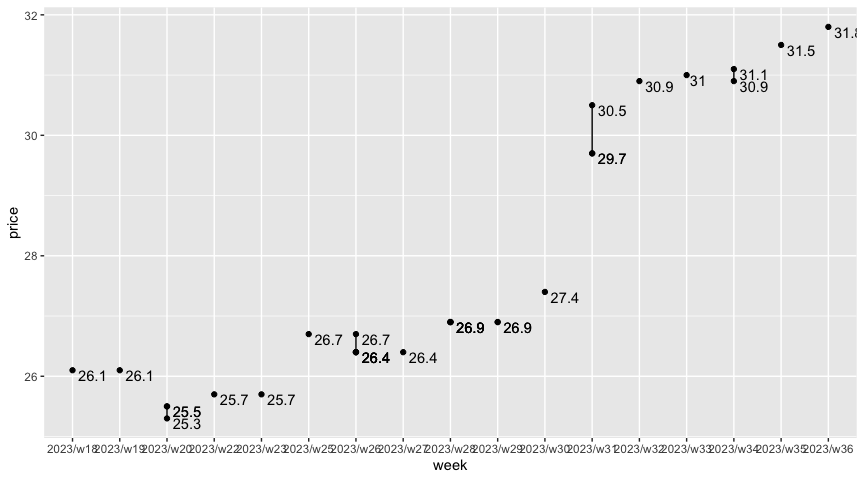 32
31.8
31.5
31.1
31
30.9
30.9
30.5
30
29.7
28
27.4
26.9
26.9
26.7
26.7
26.4
26.4
26
26.1
26.1
25.7
25.7
25.5
25.3
price
2023/w18
2023/w19
2023/w20
2023/w22
2023/w23
2023/w25
2023/w26
2023/w27
2023/w28
2023/w29
2023/w30
2023/w31
2023/w32
2023/w33
2023/w34
2023/w35
2023/w36
week